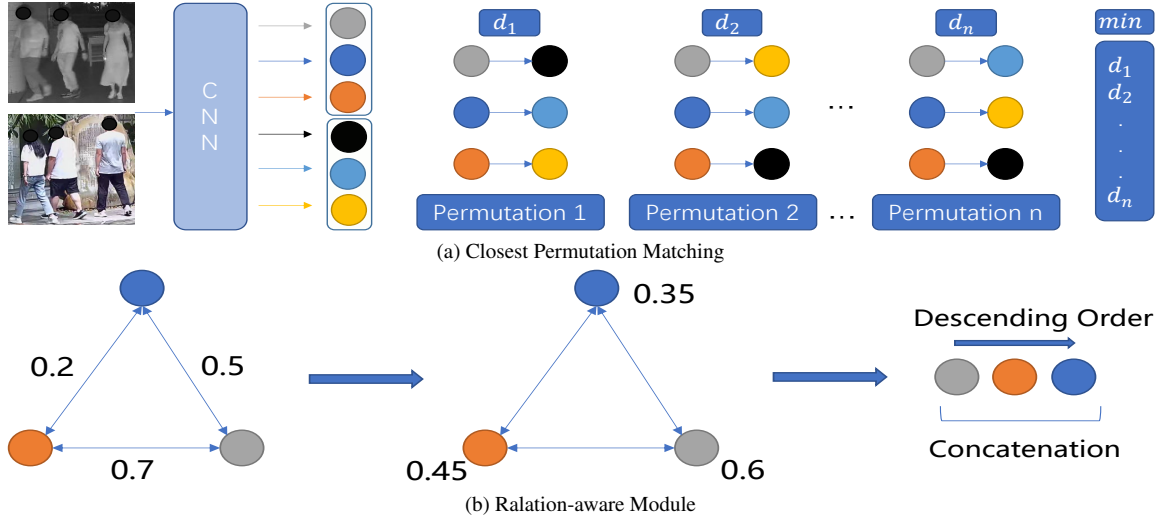 C
N
N
d₁
d₂
dₙ
min
d₁
d₂
.
.
.
dₙ
...
Permutation 1
Permutation 2
...
Permutation n
(a) Closest Permutation Matching
0.2
0.5
0.7
0.35
0.45
0.6
Descending Order
Concatenation
(b) Ralation-aware Module